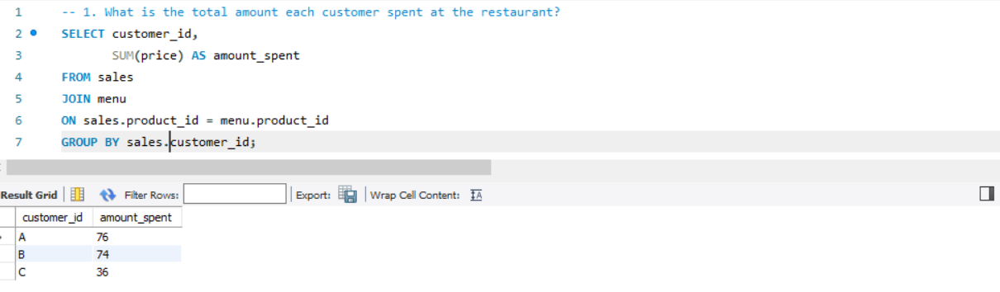 1 -- 1. What is the total amount each customer spent at the restaurant?
2 SELECT customer_id,
3 SUM(price) AS amount_spent
4 FROM sales
5 JOIN menu
6 ON sales.product_id = menu.product_id
7 GROUP BY sales.customer_id;
Result Grid Filter Rows: Export: Wrap Cell Content: IA
customer_id amount_spent
A 76
B 74
C 36